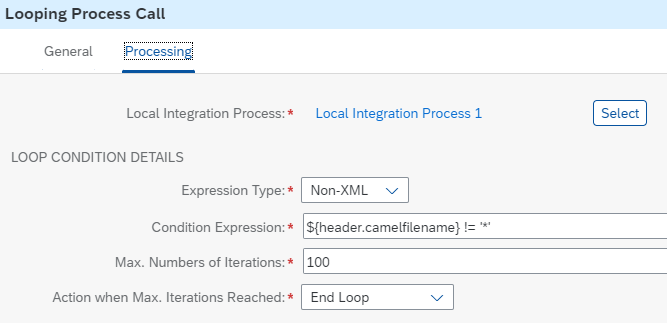 Looping Process Call
General Processing
Local Integration Process:* Local Integration Process 1 Select
LOOP CONDITION DETAILS
Expression Type:* Non-XML
Condition Expression:* ${header.camelfilename} != '*'
Max. Numbers of Iterations:* 100
Action when Max. Iterations Reached:* End Loop